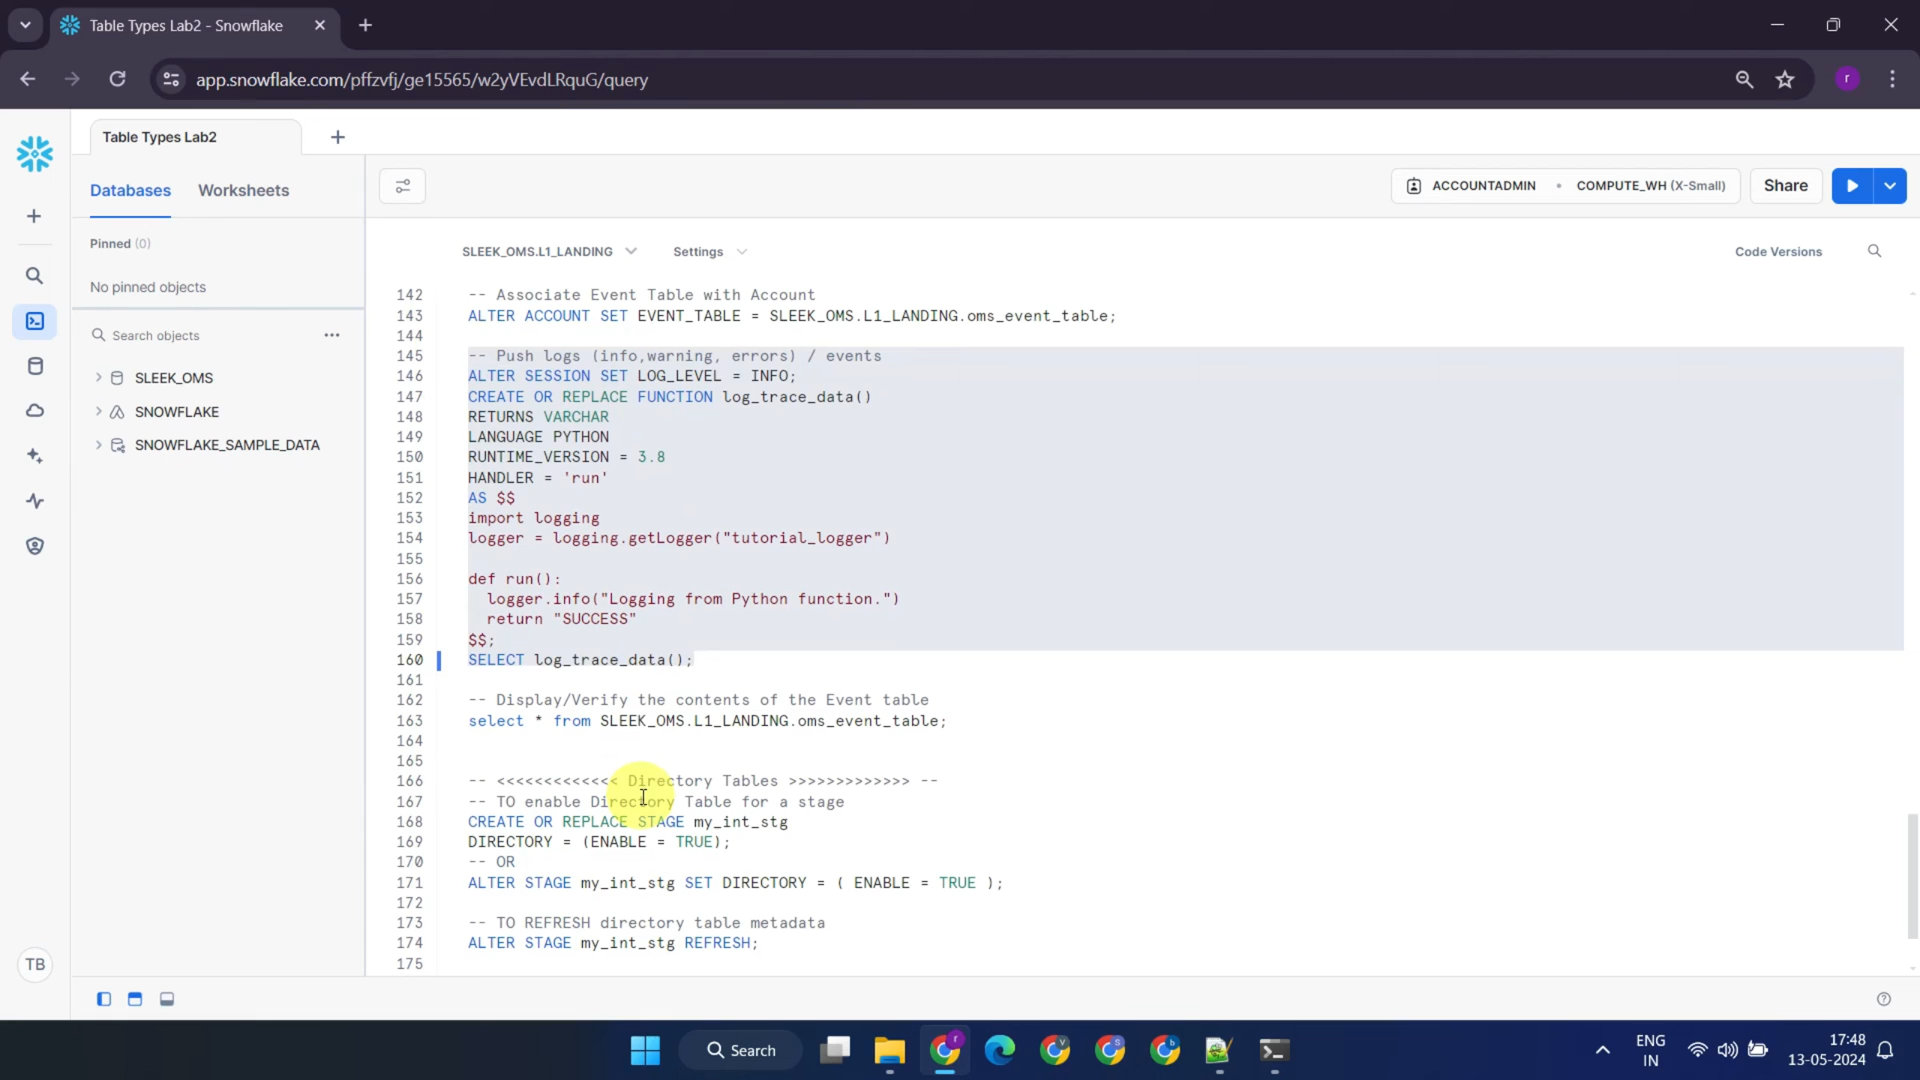 Table Types Lab2 - Snowflake
app.snowflake.com/pffzvfj/ge15565/w2yVEvdLRquG/query
r
Table Types Lab2
Databases
Worksheets
ACCOUNTADMIN
COMPUTE_WH (X-Small)
Share
Pinned (0)
No pinned objects
Search objects
SLEEK_OMS
SNOWFLAKE
SNOWFLAKE_SAMPLE_DATA
TB
SLEEK_OMS.L1_LANDING
Settings
Code Versions
142 -- Associate Event Table with Account
143 ALTER ACCOUNT SET EVENT_TABLE = SLEEK_OMS.L1_LANDING.oms_event_table;
144
145 -- Push logs (info,warning, errors) / events
146 ALTER SESSION SET LOG_LEVEL = INFO;
147 CREATE OR REPLACE FUNCTION log_trace_data()
148 RETURNS VARCHAR
149 LANGUAGE PYTHON
150 RUNTIME_VERSION = 3.8
151 HANDLER = 'run'
152 AS $$
153 import logging
154 logger = logging.getLogger("tutorial_logger")
155
156 def run():
157   logger.info("Logging from Python function.")
158   return "SUCCESS"
159 $$;
160 SELECT log_trace_data();
161
162 -- Display/Verify the contents of the Event table
163 select * from SLEEK_OMS.L1_LANDING.oms_event_table;
164
165
166 -- <<<<<<<<<<<<< Directory Tables >>>>>>>>>>>>> --
167 -- TO enable Directory Table for a stage
168 CREATE OR REPLACE STAGE my_int_stg
169 DIRECTORY = (ENABLE = TRUE);
170 -- OR
171 ALTER STAGE my_int_stg SET DIRECTORY = ( ENABLE = TRUE );
172
173 -- TO REFRESH directory table metadata
174 ALTER STAGE my_int_stg REFRESH;
175
Search
ENG
IN
17:48
13-05-2024